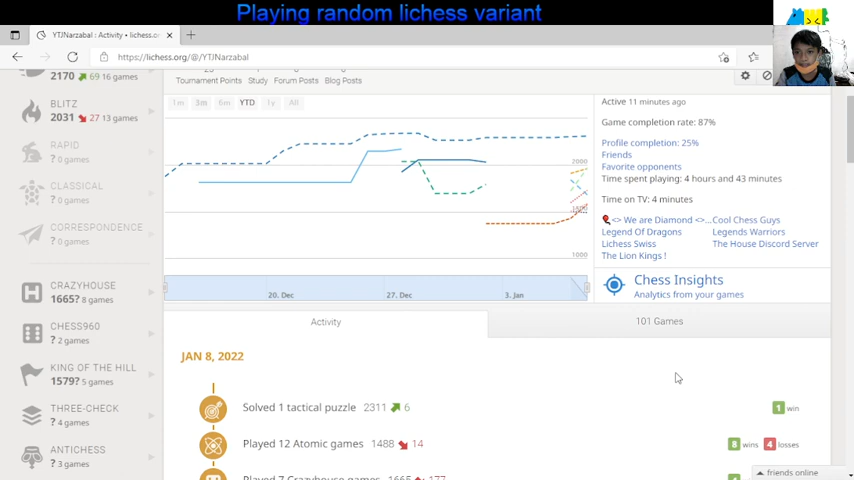 Playing random lichess variant
YTJNarzabal : Activity • lichess.or
https://lichess.org/@/YTJNarzabal
2170 69 16 games
BLITZ
2031 27 13 games
RAPID
? 0 games
CLASSICAL
? 0 games
CORRESPONDENCE
? 0 games
CRAZYHOUSE
1665? 8 games
CHESS960
? 2 games
KING OF THE HILL
1579? 5 games
THREE-CHECK
? 4 games
ANTICHESS
? 3 games
Tournament Points Study Forum Posts Blog Posts
1m 3m 6m YTD 1y All
2000
1000
20. Dec 27. Dec 3. Jan
Active 11 minutes ago
Game completion rate: 87%
Profile completion: 25%
Friends
Favorite opponents
Time spent playing: 4 hours and 43 minutes
Time on TV: 4 minutes
<> We are Diamond <>... Cool Chess Guys
Legend Of Dragons Legends Warriors
Lichess Swiss The House Discord Server
The Lion Kings !
Chess Insights
Analytics from your games
Activity 101 Games
JAN 8, 2022
Solved 1 tactical puzzle 2311 6 1 win
Played 12 Atomic games 1488 14 8 wins 4 losses
Played 7 Crazyhouse games 1665 177
friends online